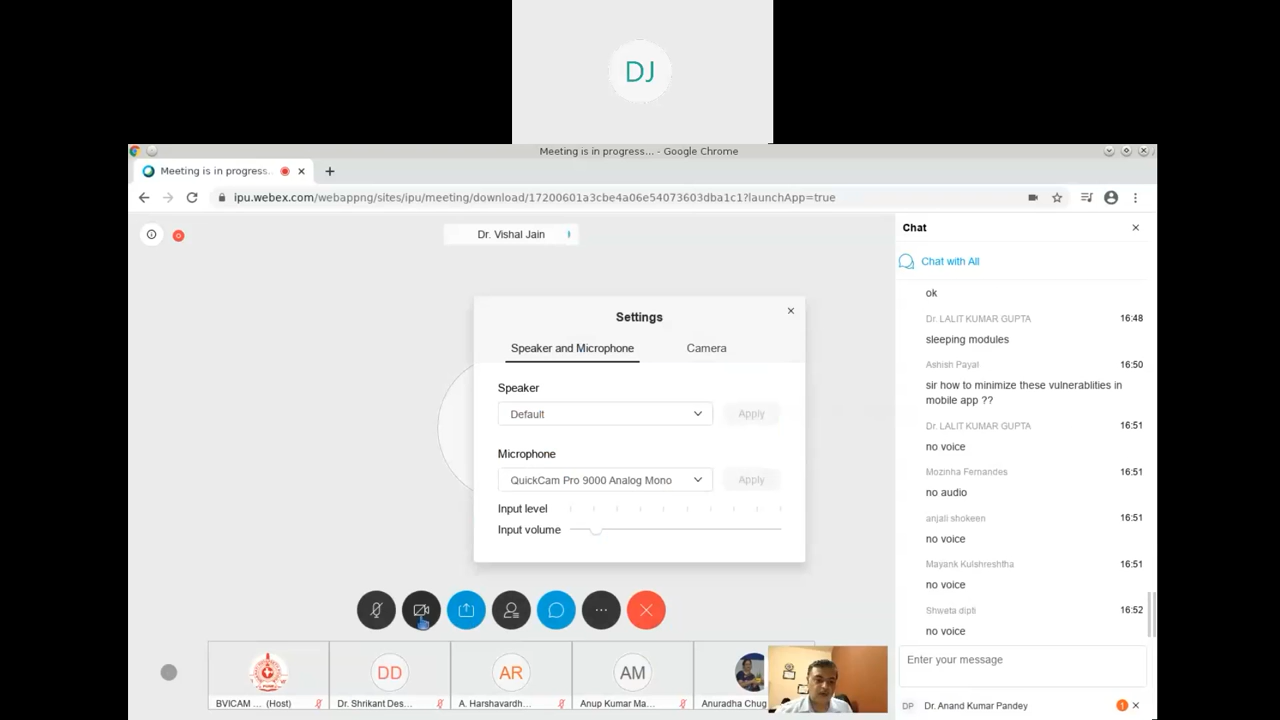 DJ
Meeting is in progress... - Google Chrome
Meeting is in progress..
ipu.webex.com/webappng/sites/ipu/meeting/download/17200601a3cbe4a06e54073603dba1c1?launchApp=true
Dr. Vishal Jain
Settings
Speaker and Microphone
Camera
Speaker
Default
Apply
Microphone
QuickCam Pro 9000 Analog Mono
Apply
Input level
Input volume
BVICAM ... (Host)
DD
Dr. Shrikant Des...
AR
A. Harshavardh...
AM
Anup Kumar Ma...
Anuradha Chug
Chat
Chat with All
ok
Dr. LALIT KUMAR GUPTA 16:48
sleeping modules
Ashish Payal 16:50
sir how to minimize these vulnerablities in
mobile app ??
Dr. LALIT KUMAR GUPTA 16:51
no voice
Mozinha Fernandes 16:51
no audio
anjali shokeen 16:51
no voice
Mayank Kulshreshtha 16:51
no voice
Shweta dipti 16:52
no voice
Enter your message
DP Dr. Anand Kumar Pandey 1